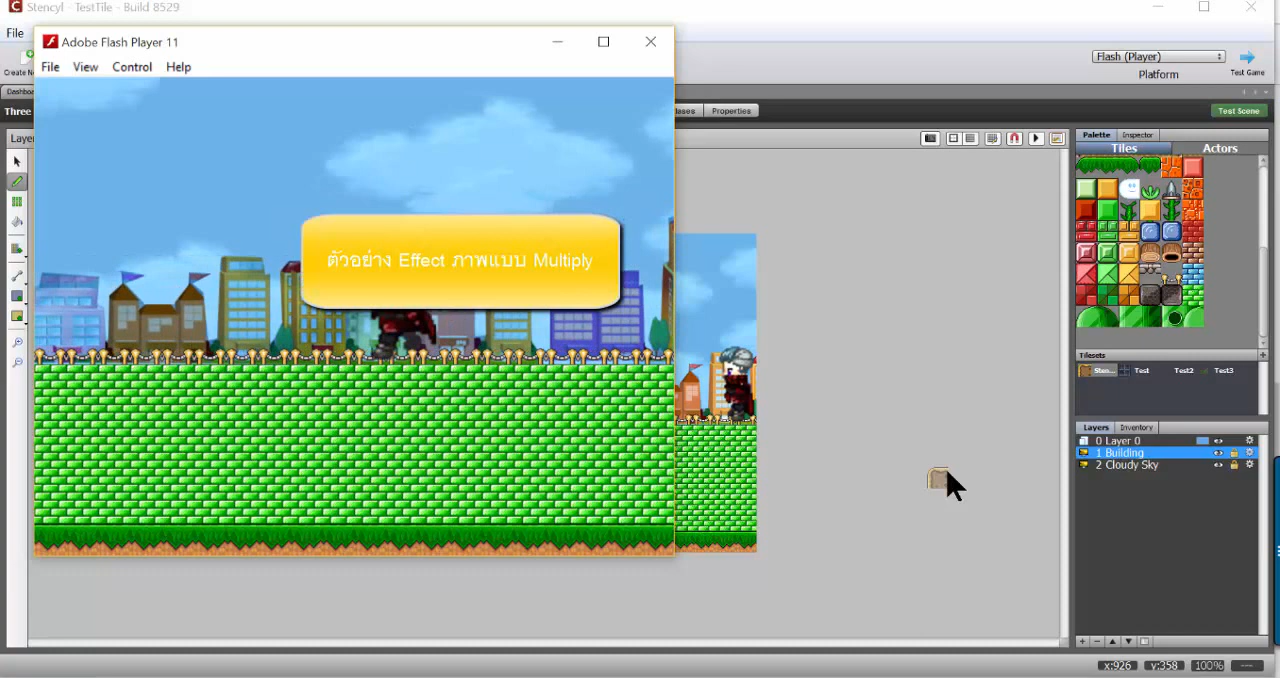 Stencyl - TestTile - Build 8529
File
Adobe Flash Player 11
File View Control Help
Flash (Player)
Platform
Test Game
Three
Properties
Test Scene
Palette Inspector
Tiles Actors
ตัวอย่าง Effect ภาพแบบ Multiply
Tilesets
Sten... Test Test2 Test3
Layers Inventory
0 Layer 0
1 Building
2 Cloudy Sky
x:926 y:358 100% ---